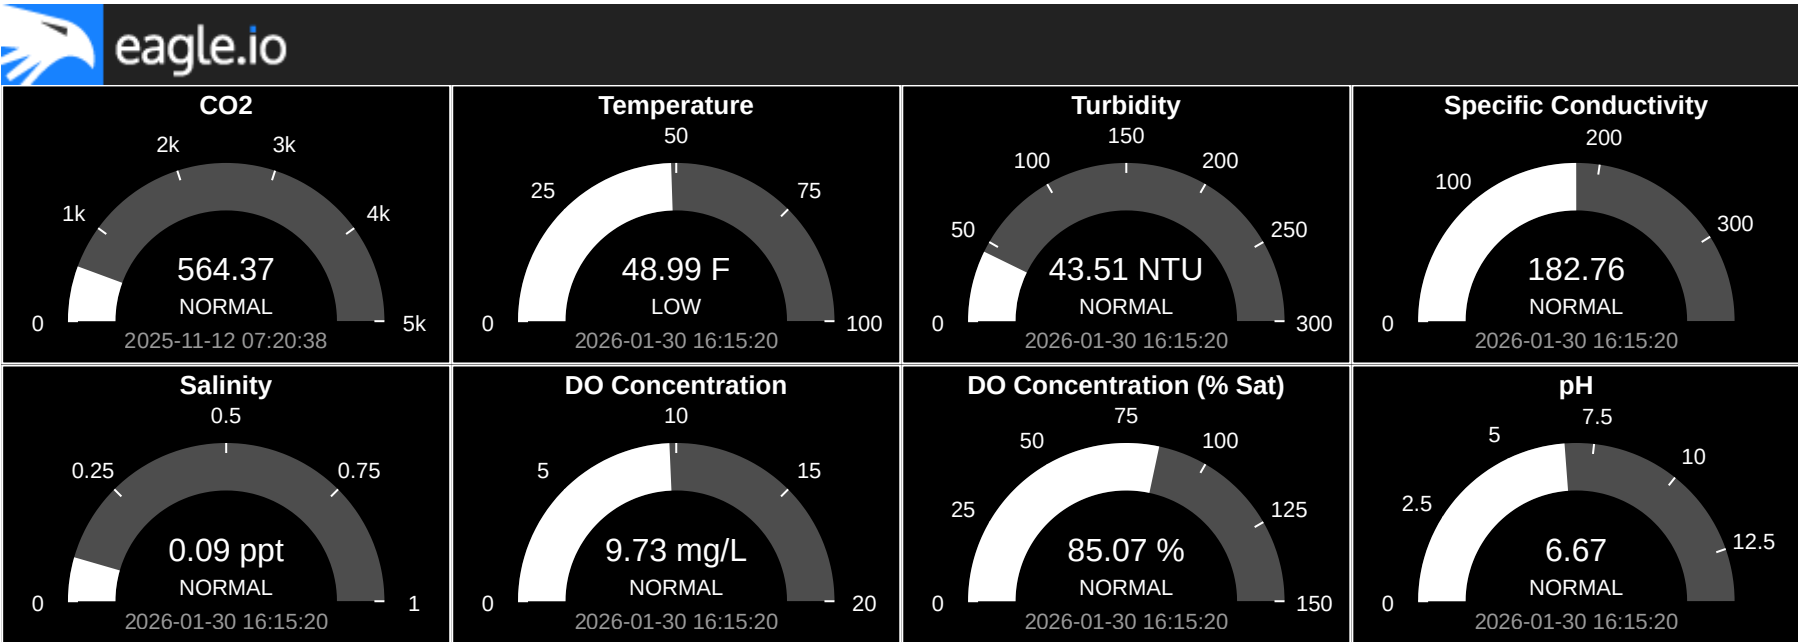 eagle.io
CO2
2k
3k
1k
4k
564.37
NORMAL
0
5k
2025-11-12 07:20:38
Temperature
50
25
75
48.99 F
LOW
0
100
2026-01-30 16:15:20
Turbidity
150
100
200
50
250
43.51 NTU
NORMAL
0
300
2026-01-30 16:15:20
Specific Conductivity
200
100
300
182.76
NORMAL
0
2026-01-30 16:15:20
Salinity
0.5
0.25
0.75
0.09 ppt
NORMAL
0
1
2026-01-30 16:15:20
DO Concentration
10
5
15
9.73 mg/L
NORMAL
0
20
2026-01-30 16:15:20
DO Concentration (% Sat)
75
50
100
25
125
85.07 %
NORMAL
0
150
2026-01-30 16:15:20
pH
7.5
5
10
2.5
12.5
6.67
NORMAL
0
2026-01-30 16:15:20